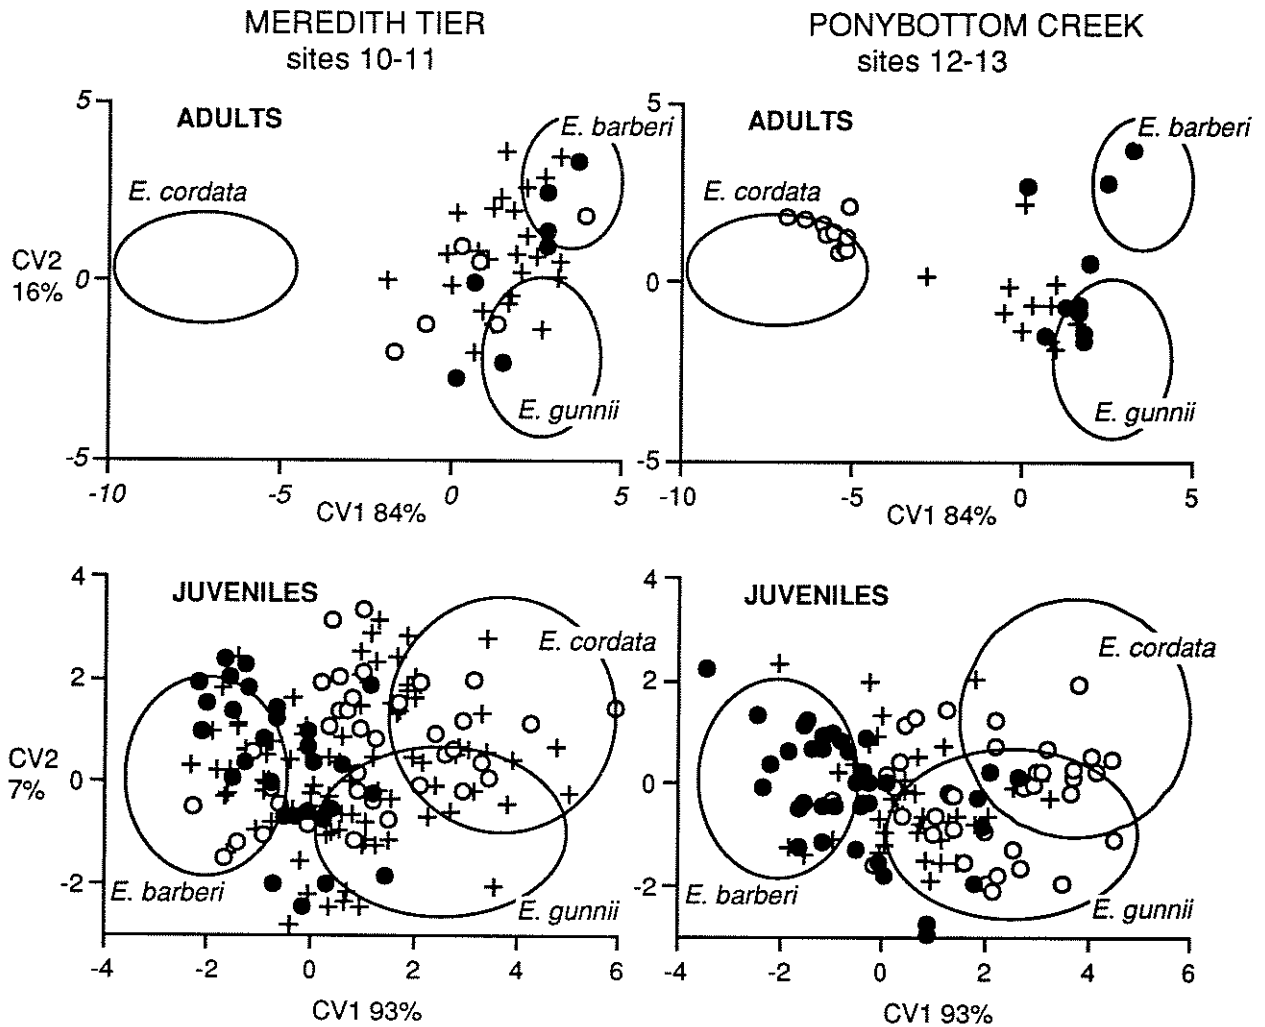 MEREDITH TIER
sites 10-11
PONYBOTTOM CREEK
sites 12-13
5
ADULTS
E. barberi
E. cordata
CV2
16%
0
E. gunnii
-5
-10
-5
0
5
CV1 84%
5
ADULTS
E. barberi
E. cordata
0
E. gunnii
-5
-10
-5
0
5
CV1 84%
4
JUVENILES
E. cordata
2
CV2
7%
0
-2
E. barberi
E. gunnii
-4
-2
0
2
4
6
CV1 93%
4
JUVENILES
E. cordata
2
0
-2
E. barberi
E. gunnii
-4
-2
0
2
4
6
CV1 93%